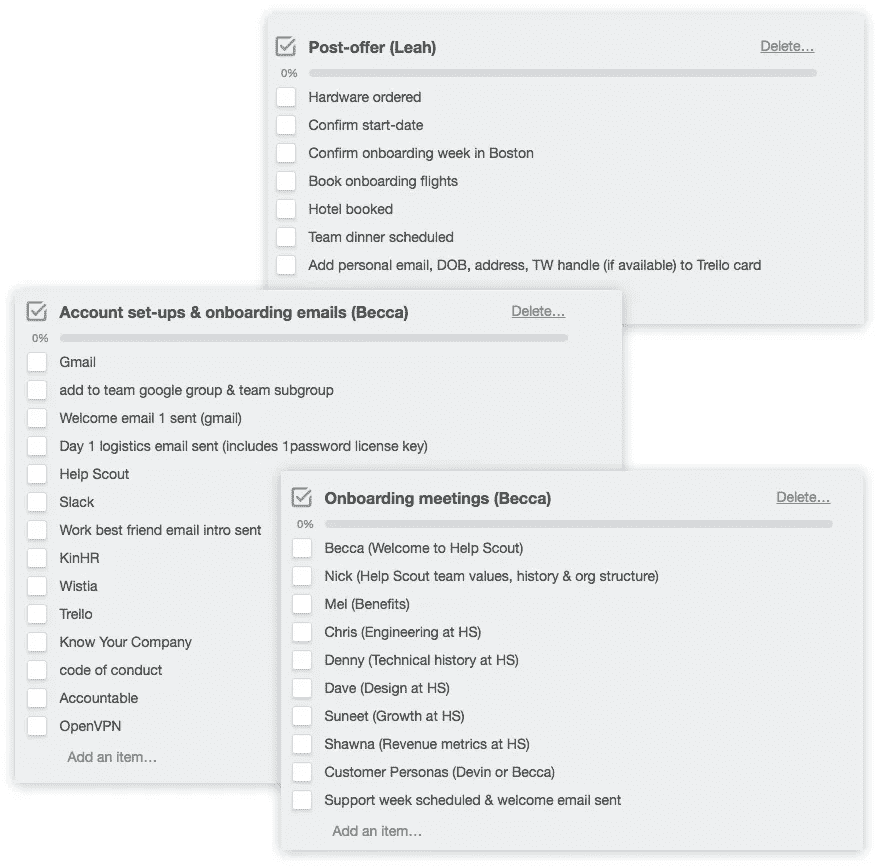 Post-offer (Leah)
Delete...
0%
Hardware ordered
Confirm start-date
Confirm onboarding week in Boston
Book onboarding flights
Hotel booked
Team dinner scheduled
Add personal email, DOB, address, TW handle (if available) to Trello card
Account set-ups & onboarding emails (Becca)
Delete...
0%
Gmail
add to team google group & team subgroup
Welcome email 1 sent (gmail)
Day 1 logistics email sent (includes 1password license key)
Help Scout
Slack
Work best friend email intro sent
KinHR
Wistia
Trello
Know Your Company
code of conduct
Accountable
OpenVPN
Add an item...
Onboarding meetings (Becca)
Delete...
0%
Becca (Welcome to Help Scout)
Nick (Help Scout team values, history & org structure)
Mel (Benefits)
Chris (Engineering at HS)
Denny (Technical history at HS)
Dave (Design at HS)
Suneet (Growth at HS)
Shawna (Revenue metrics at HS)
Customer Personas (Devin or Becca)
Support week scheduled & welcome email sent
Add an item...